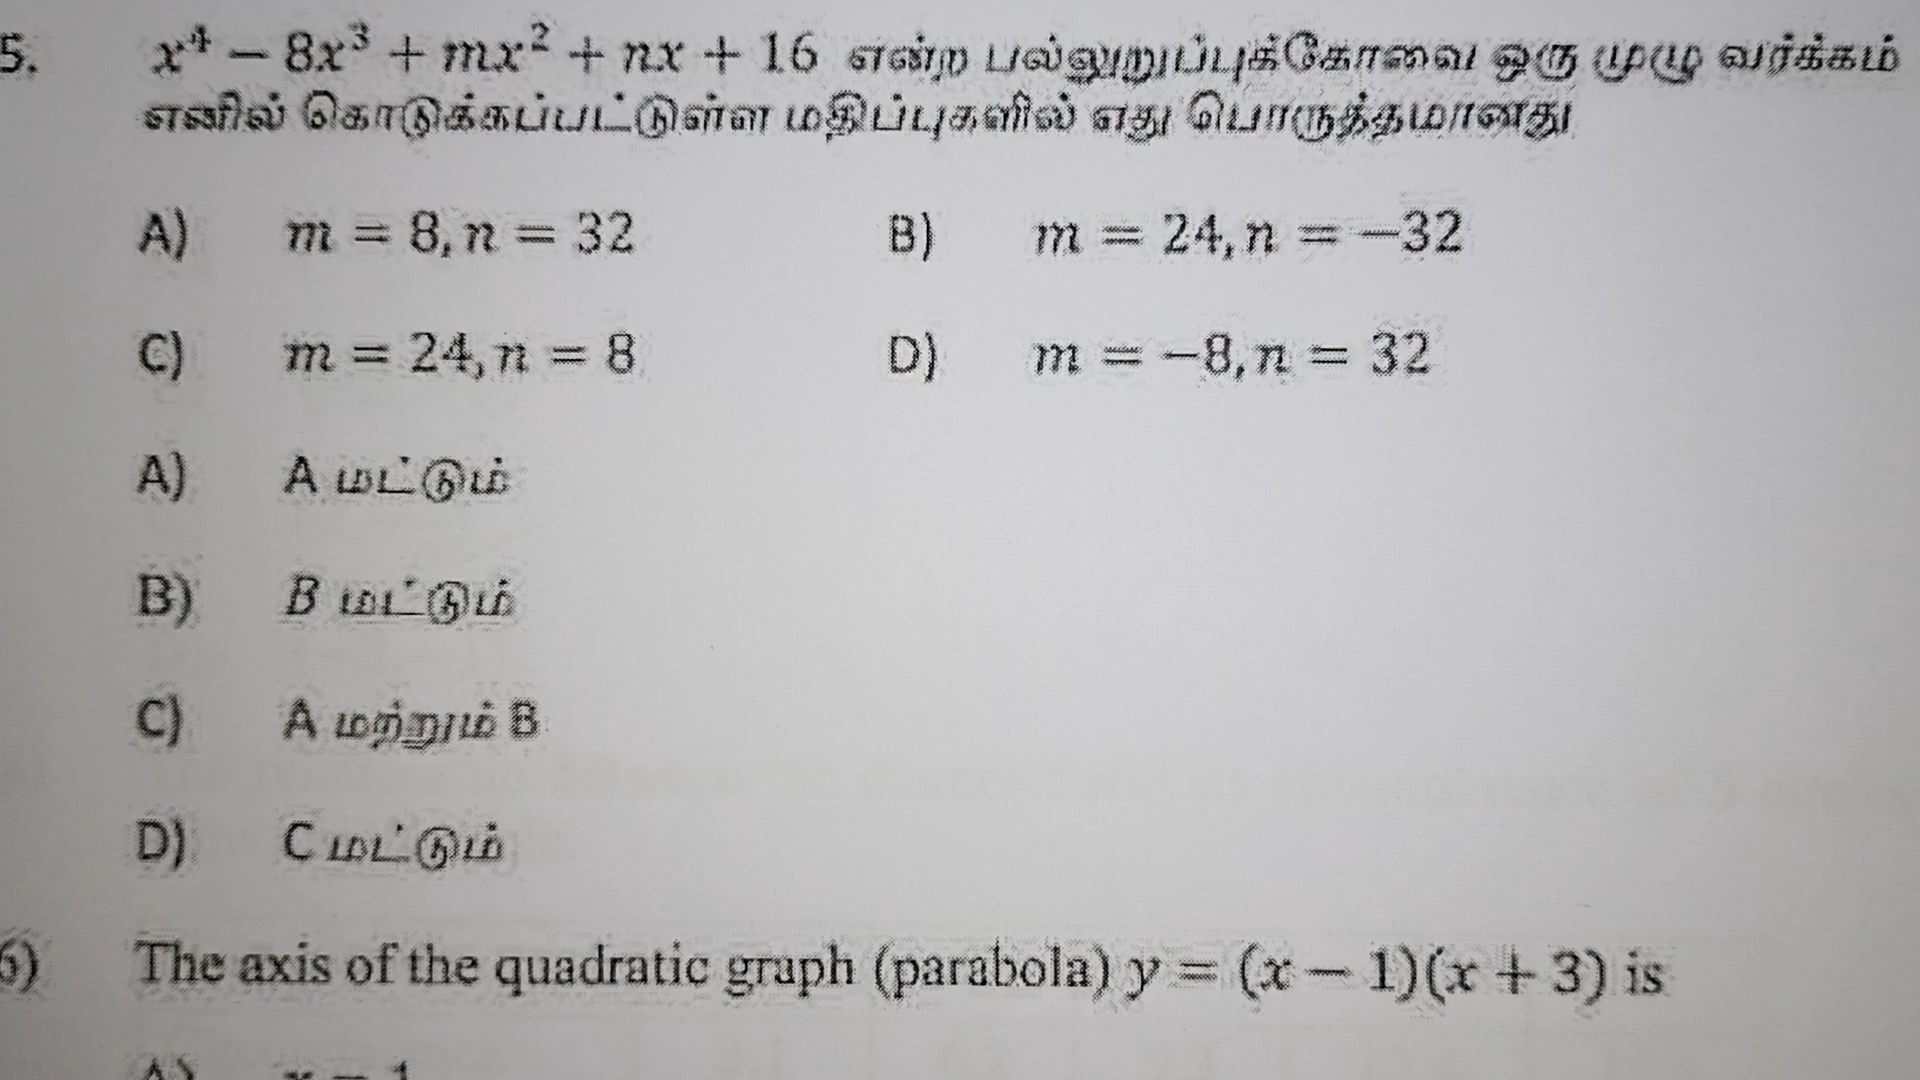 5. x⁴ − 8x³ + mx² + nx + 16 என்ற பல்லுறுப்புக்கோவை ஒரு முழு வர்க்கம்
எனில் கொடுக்கப்பட்டுள்ள மதிப்புகளில் எது பொருத்தமானது
A) m = 8, n = 32 B) m = 24, n = −32
C) m = 24, n = 8 D) m = −8, n = 32
A) A மட்டும்
B) B மட்டும்
C) A மற்றும் B
D) C மட்டும்
6) The axis of the quadratic graph (parabola) y = (x − 1)(x + 3) is